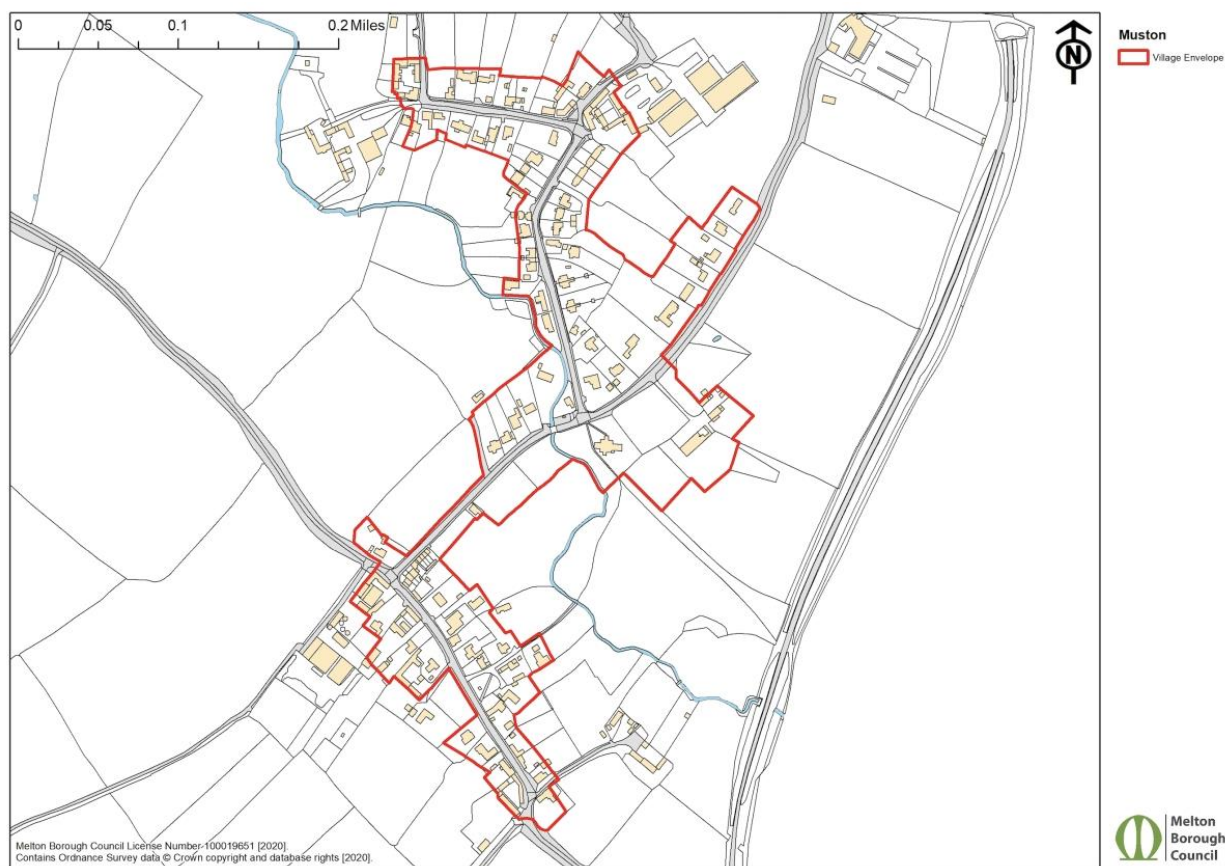 0 0.05 0.1 0.2 Miles
N
Muston
Village Envelope
Melton Borough Council License Number-100019651 [2020].
Contains Ordnance Survey data © Crown copyright and database rights [2020].
Melton
Borough
Council